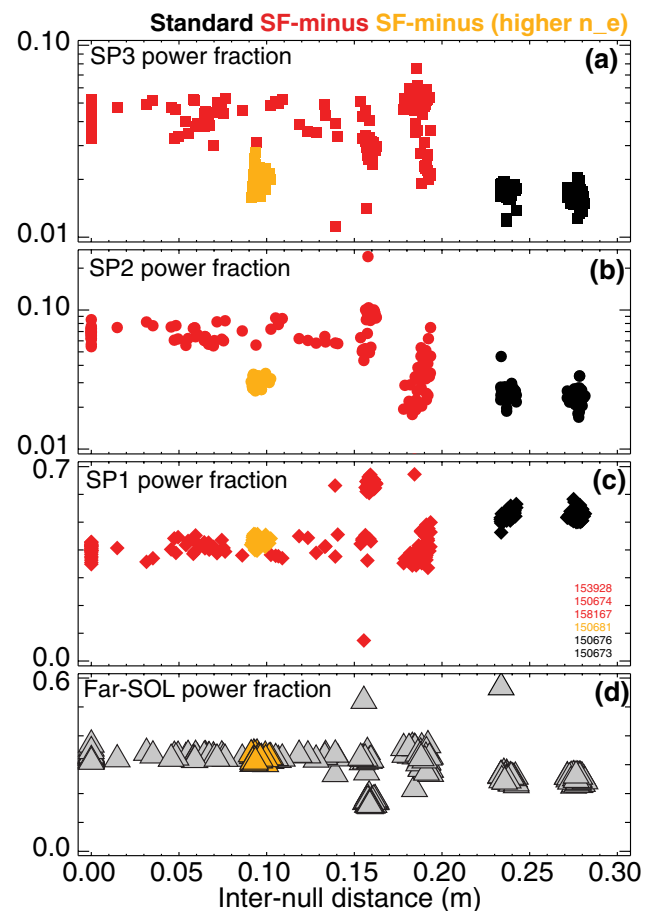 Standard SF-minus SF-minus (higher n_e)
0.10
SP3 power fraction
(a)
0.01
SP2 power fraction
(b)
0.10
0.01
0.7
SP1 power fraction
(c)
153928
150674
158167
150681
150676
150673
0.0
0.6
Far-SOL power fraction
(d)
0.0
0.00 0.05 0.10 0.15 0.20 0.25 0.30
Inter-null distance (m)